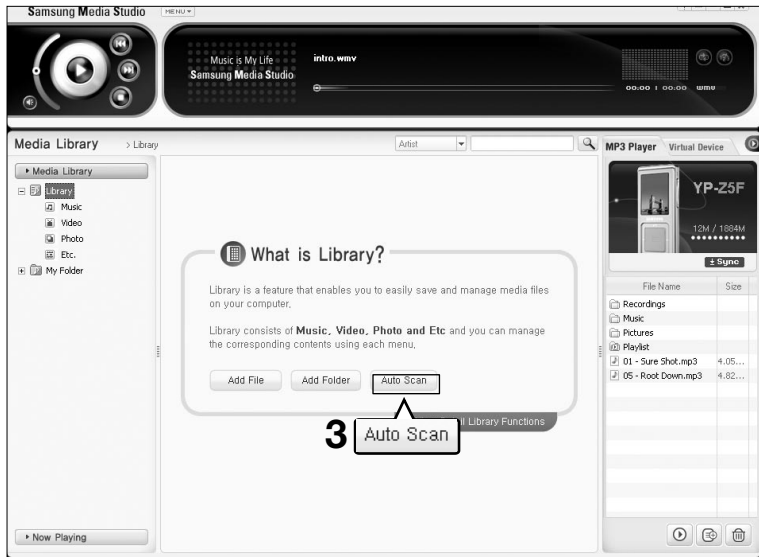 Samsung Media Studio
MENU
Music is My Life
Samsung Media Studio
intro.wmv
00:00 | 00:00 wmv
Media Library
> Library
Artist
MP3 Player
Virtual Device
Media Library
Library
Music
Video
Photo
Etc.
My Folder
YP-Z5F
12M / 1884M
Sync
What is Library?
Library is a feature that enables you to easily save and manage media files
on your computer,
Library consists of Music, Video, Photo and Etc and you can manage
the corresponding contents using each menu,
Add File
Add Folder
Auto Scan
3
Auto Scan
Library Functions
File Name
Size
Recordings
Music
Pictures
Playlist
01 - Sure Shot.mp3 4.05...
05 - Root Down.mp3 4.82...
Now Playing